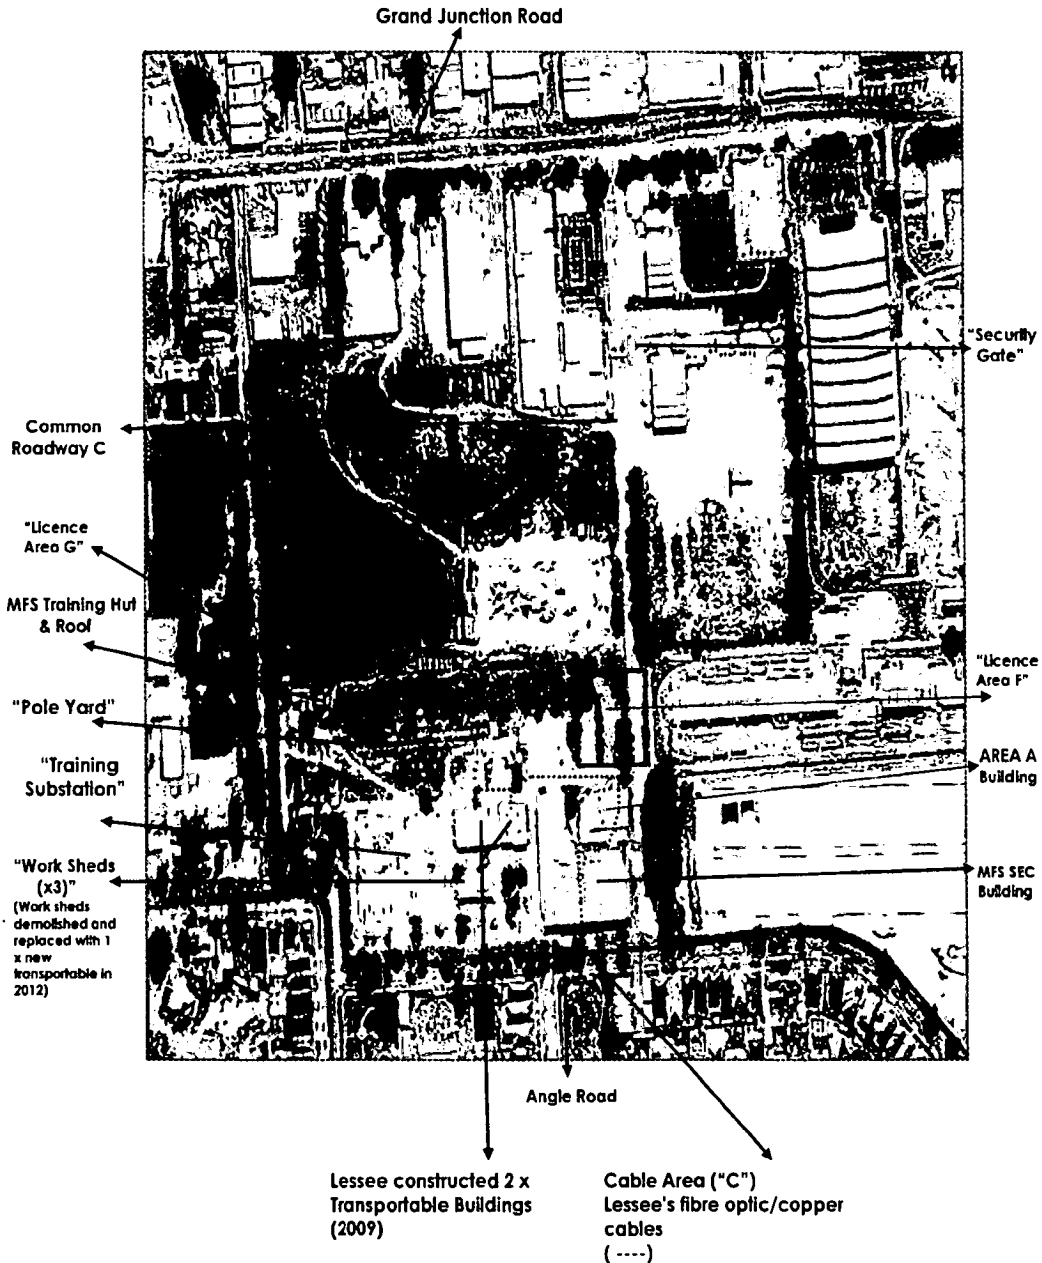 Grand Junction Road
"Security
Gate"
Common
Roadway C
"Licence
Area G"
MFS Training Hut
& Roof
"Licence
Area F"
"Pole Yard"
"Training
Substation"
AREA A
Building
"Work Sheds
(x3)"
(Work sheds
demolished and
replaced with 1
x new
transportable in
2012)
MFS SEC
Building
Angle Road
Lessee constructed 2 x
Transportable Buildings
(2009)
Cable Area ("C")
Lessee's fibre optic/copper
cables
( ----)